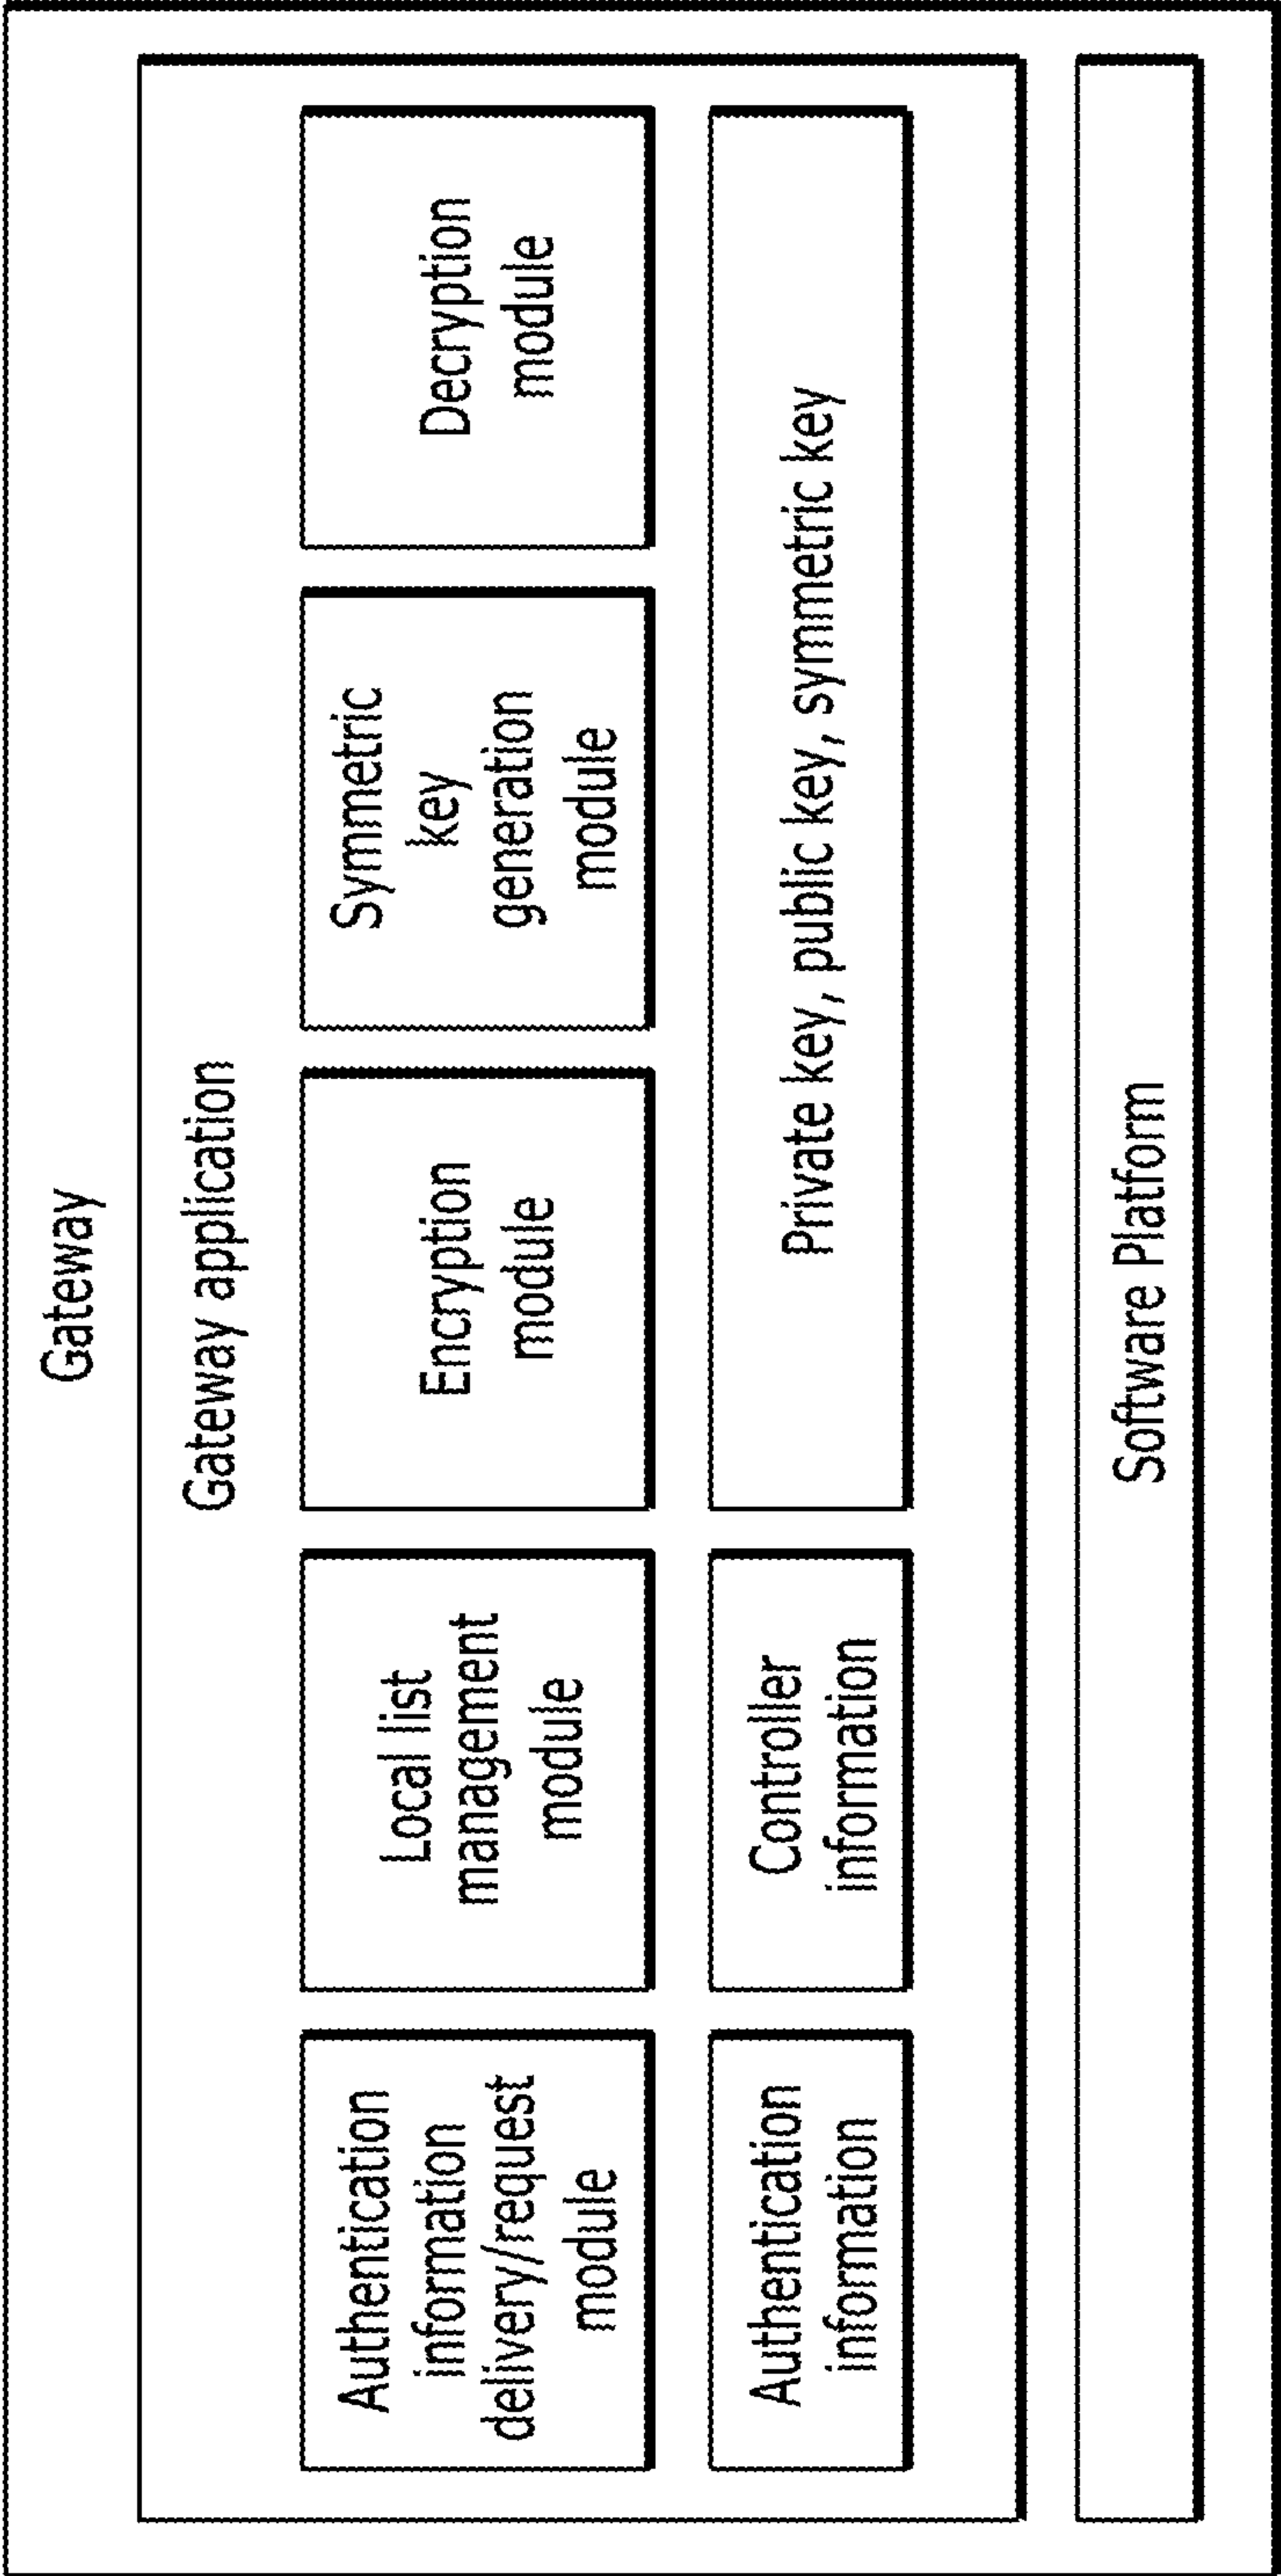 Gateway
Gateway application
Authentication
information
delivery/request
module
Local list
management
module
Encryption
module
Symmetric
key
generation
module
Decryption
module
Authentication
information
Controller
information
Private key, public key, symmetric key
Software Platform